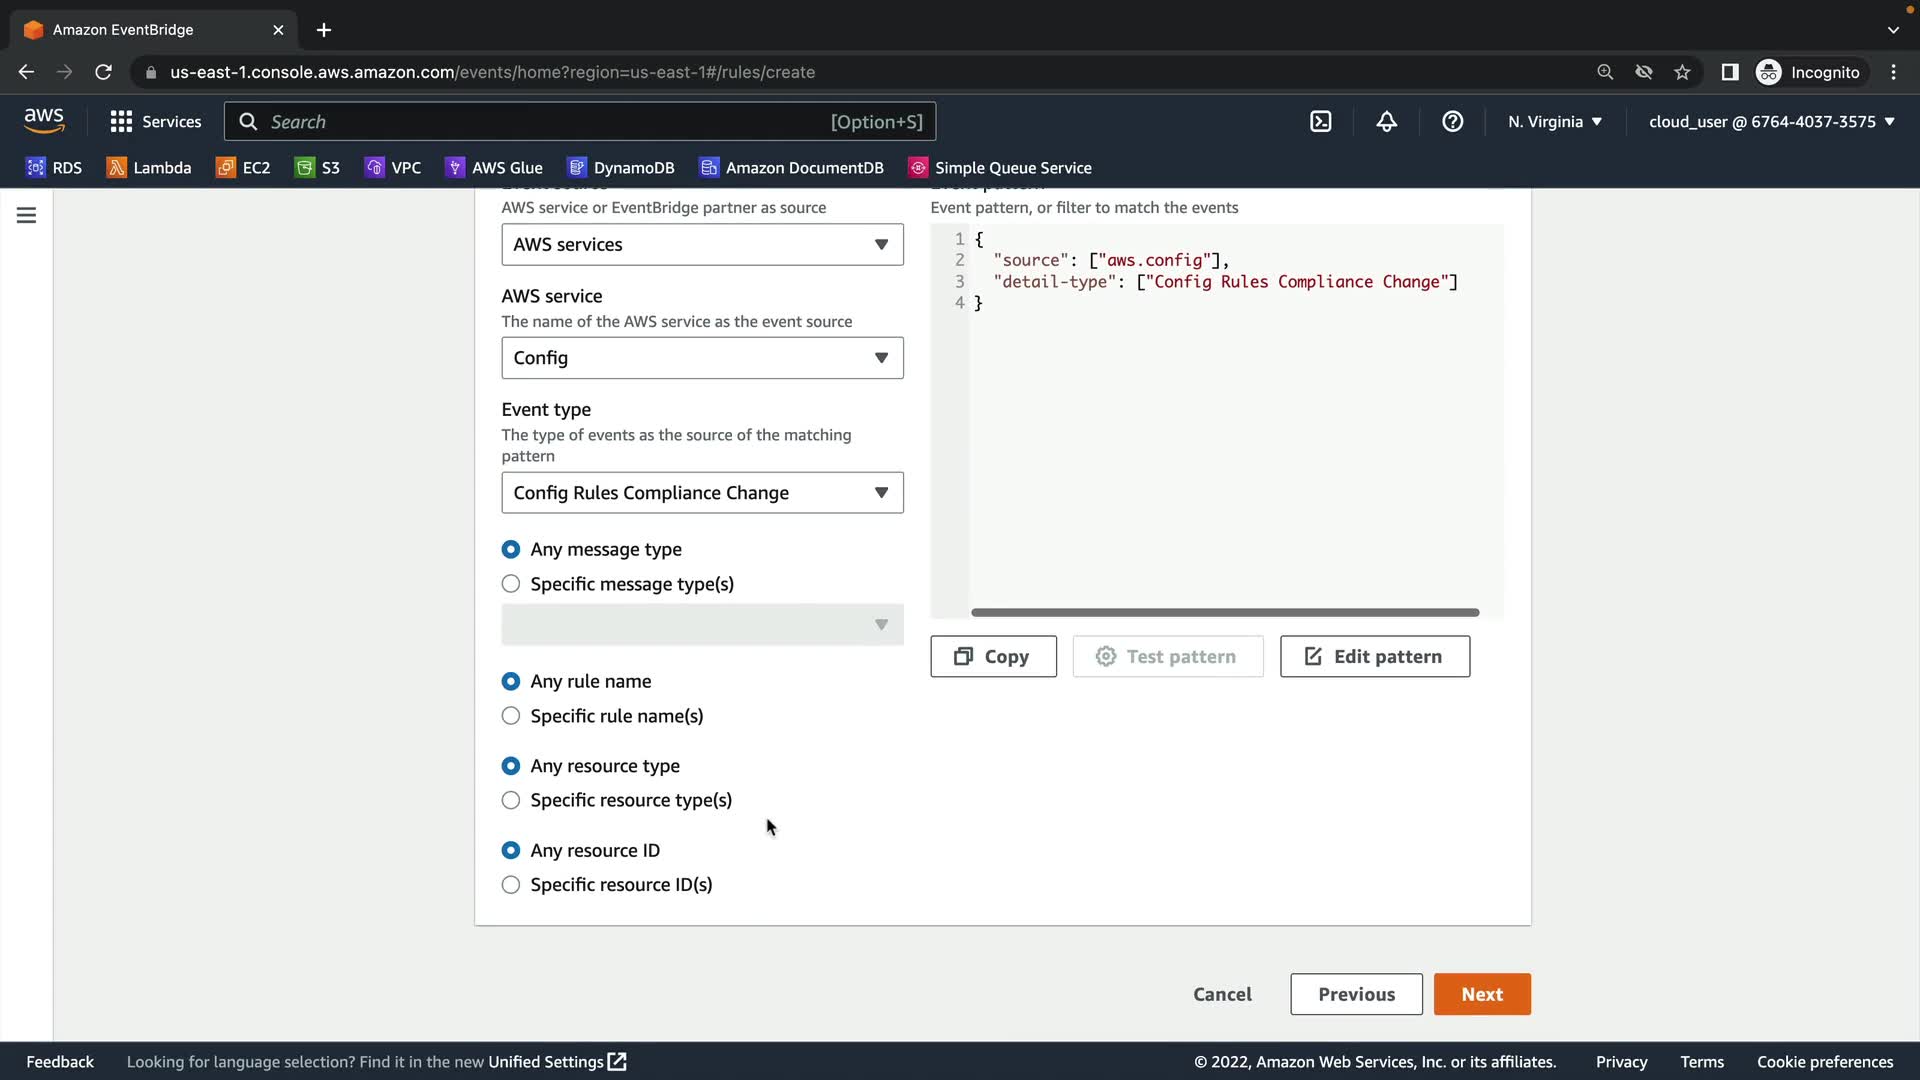 Amazon EventBridge
us-east-1.console.aws.amazon.com/events/home?region=us-east-1#/rules/create
Incognito
aws
Services
Search
[Option+S]
N. Virginia
cloud_user @ 6764-4037-3575
RDS
Lambda
EC2
S3
VPC
AWS Glue
DynamoDB
Amazon DocumentDB
Simple Queue Service
AWS service or EventBridge partner as source
AWS services
AWS service
The name of the AWS service as the event source
Config
Event type
The type of events as the source of the matching
pattern
Config Rules Compliance Change
Any message type
Specific message type(s)
Any rule name
Specific rule name(s)
Any resource type
Specific resource type(s)
Any resource ID
Specific resource ID(s)
Event pattern, or filter to match the events
1 {
2 "source": ["aws.config"],
3 "detail-type": ["Config Rules Compliance Change"]
4 }
Copy
Test pattern
Edit pattern
Cancel
Previous
Next
Feedback
Looking for language selection? Find it in the new Unified Settings
© 2022, Amazon Web Services, Inc. or its affiliates.
Privacy
Terms
Cookie preferences